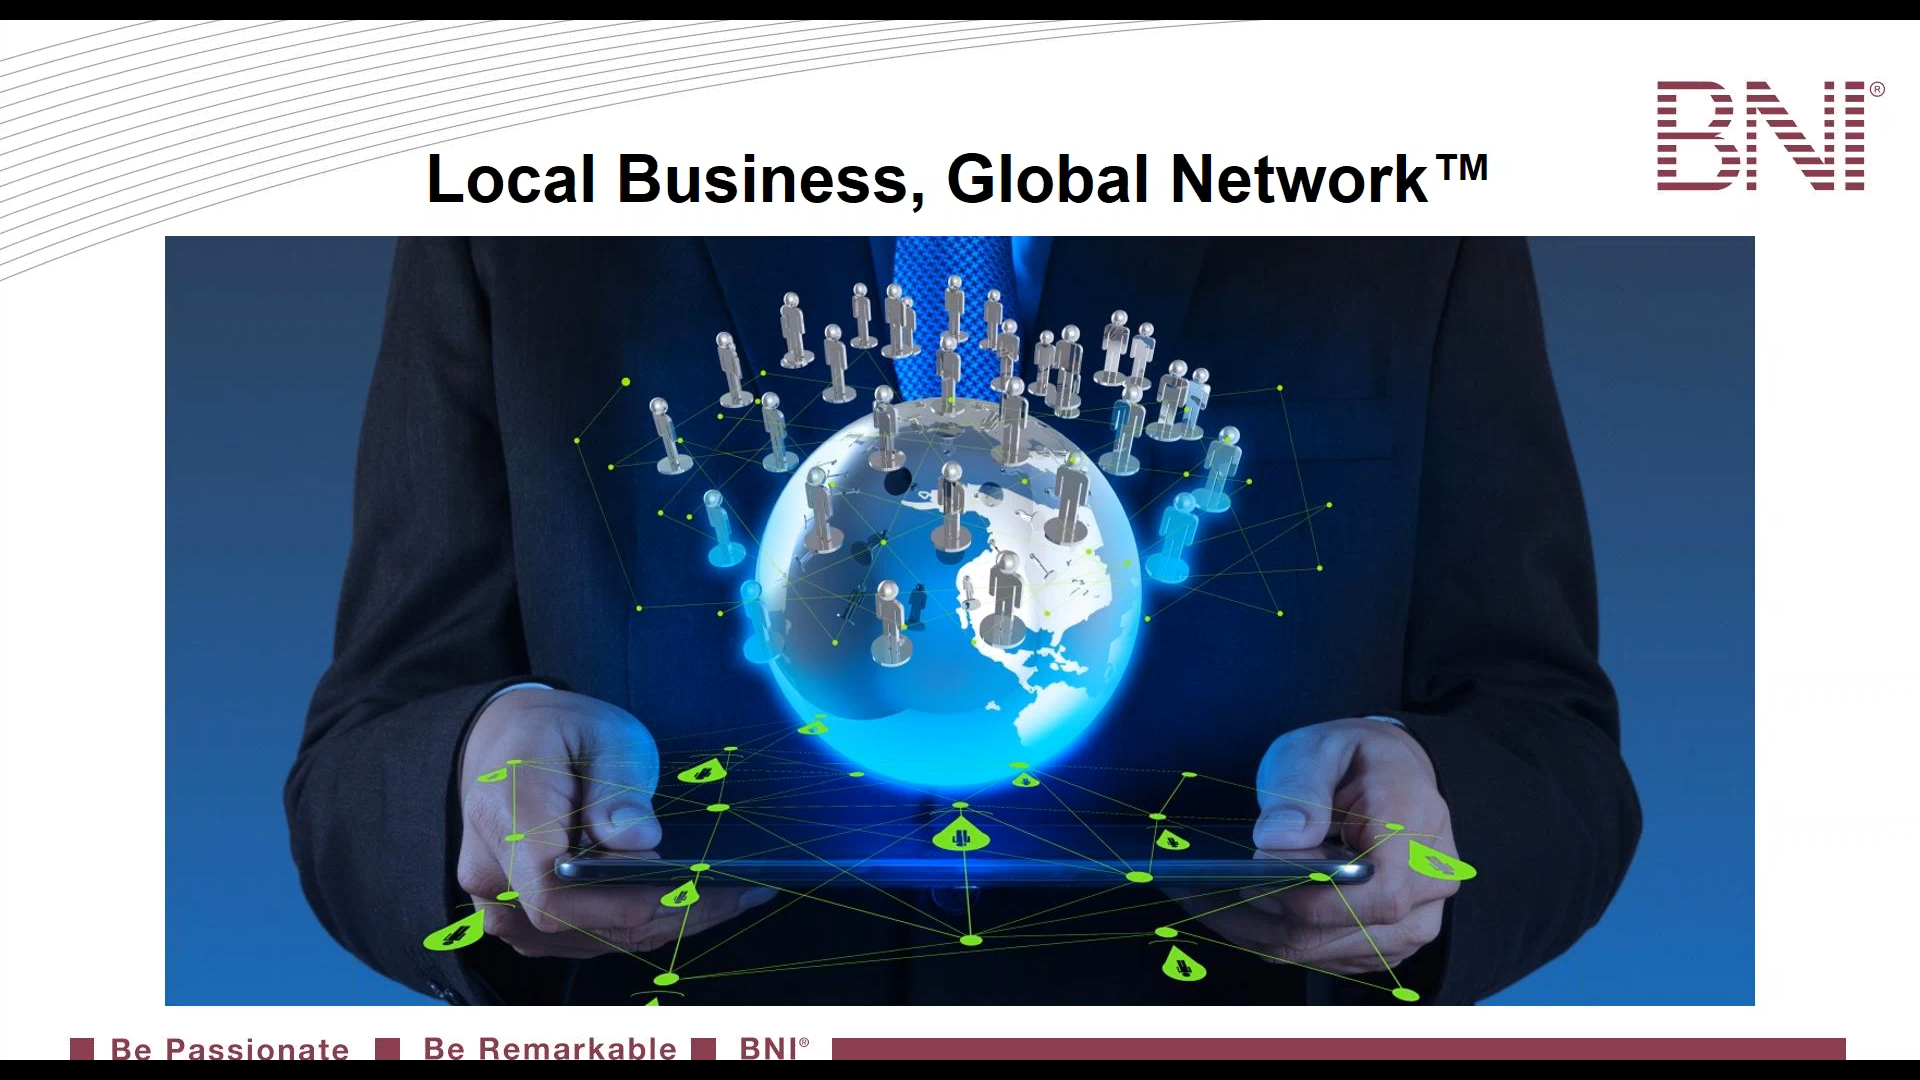 BNI®
Local Business, Global Network™
Be Passionate Be Remarkable BNI®